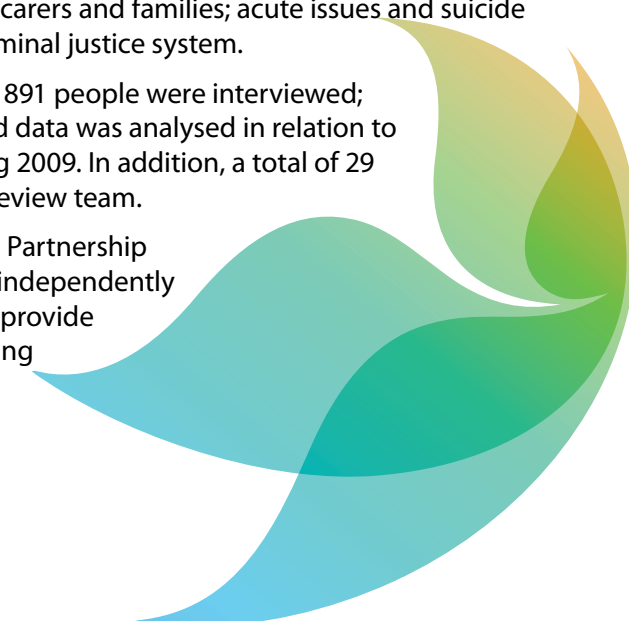 carers and families; acute issues and suicide
minal justice system.
891 people were interviewed;
d data was analysed in relation to
g 2009. In addition, a total of 29
eview team.
Partnership
independently
provide
ng